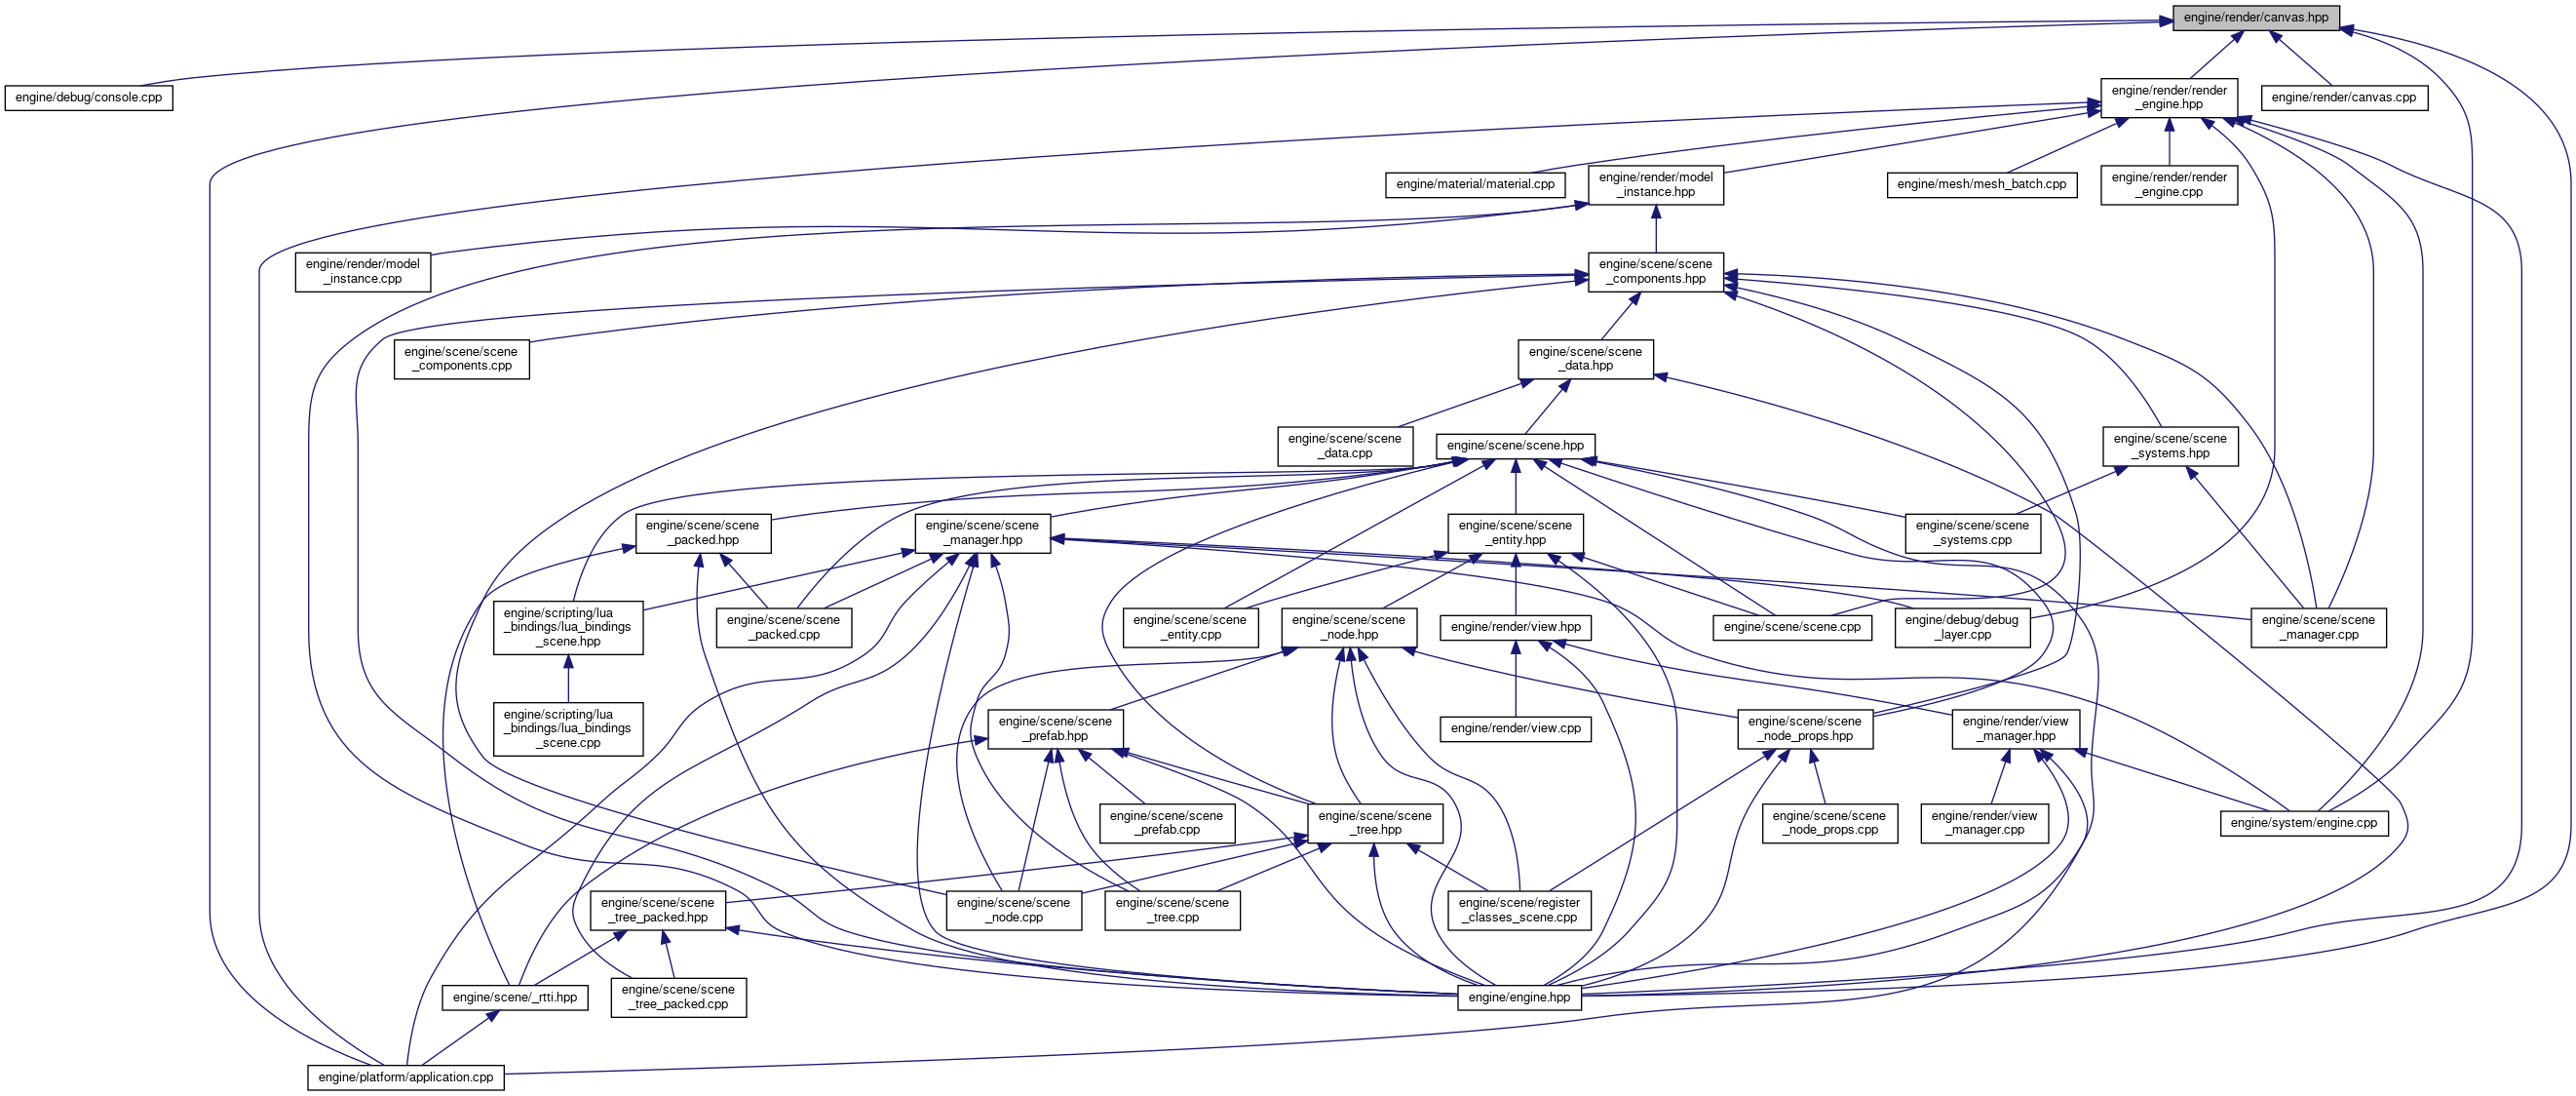 engine/render/canvas.hpp
engine/debug/console.cpp
engine/render/render
_engine.hpp
engine/render/canvas.cpp
engine/material/material.cpp
engine/render/model
_instance.hpp
engine/mesh/mesh_batch.cpp
engine/render/render
_engine.cpp
engine/render/model
_instance.cpp
engine/scene/scene
_components.hpp
engine/scene/scene
_components.cpp
engine/scene/scene
_data.hpp
engine/scene/scene
_data.cpp
engine/scene/scene.hpp
engine/scene/scene
_systems.hpp
engine/scene/scene
_packed.hpp
engine/scene/scene
_manager.hpp
engine/scene/scene
_entity.hpp
engine/scene/scene
_systems.cpp
engine/scripting/lua
_bindings/lua_bindings
_scene.hpp
engine/scene/scene
_packed.cpp
engine/scene/scene
_entity.cpp
engine/scene/scene
_node.hpp
engine/render/view.hpp
engine/scene/scene.cpp
engine/debug/debug
_layer.cpp
engine/scene/scene
_manager.cpp
engine/scripting/lua
_bindings/lua_bindings
_scene.cpp
engine/scene/scene
_prefab.hpp
engine/render/view.cpp
engine/scene/scene
_node_props.hpp
engine/render/view
_manager.hpp
engine/scene/scene
_prefab.cpp
engine/scene/scene
_tree.hpp
engine/scene/scene
_node_props.cpp
engine/render/view
_manager.cpp
engine/system/engine.cpp
engine/scene/scene
_tree_packed.hpp
engine/scene/scene
_node.cpp
engine/scene/scene
_tree.cpp
engine/scene/register
_classes_scene.cpp
engine/scene/_rtti.hpp
engine/scene/scene
_tree_packed.cpp
engine/engine.hpp
engine/platform/application.cpp